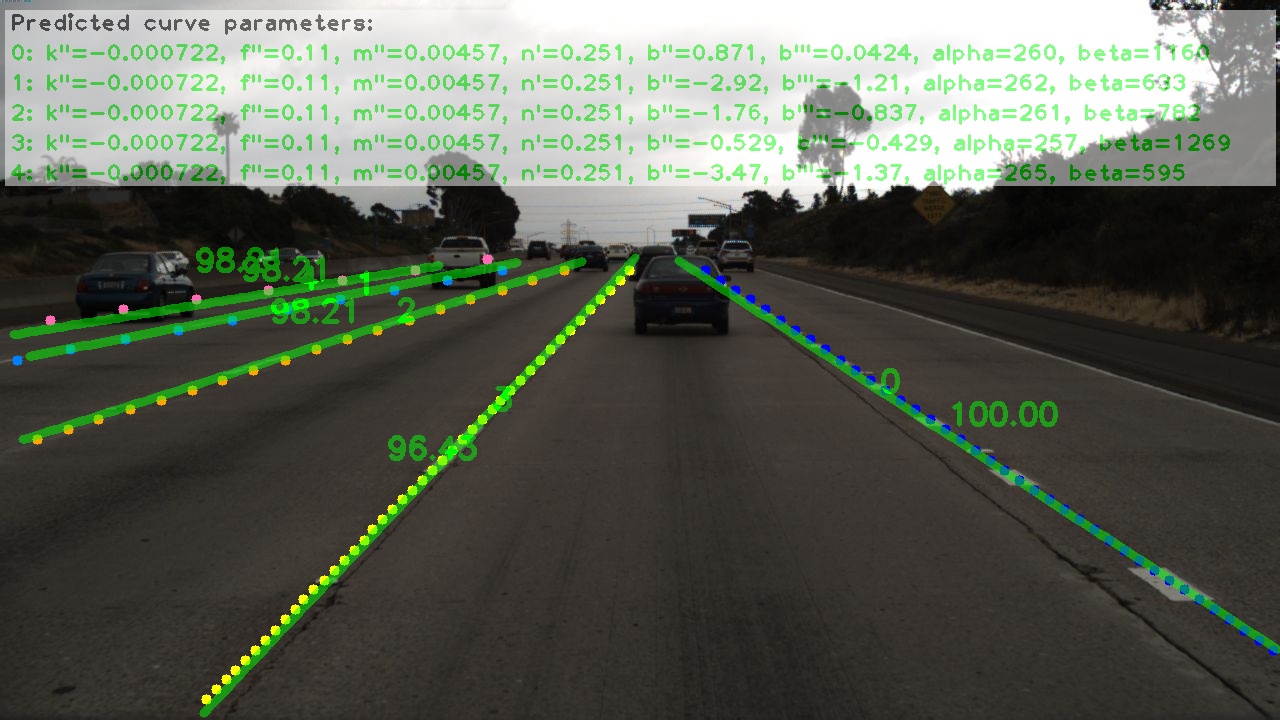 Predicted curve parameters:
0: k''=-0.000722, f''=0.11, m''=0.00457, n'=0.251, b''=0.871, b'''=0.0424, alpha=260, beta=1160
1: k''=-0.000722, f''=0.11, m''=0.00457, n'=0.251, b''=-2.92, b'''=-1.21, alpha=262, beta=633
2: k''=-0.000722, f''=0.11, m''=0.00457, n'=0.251, b''=-1.76, b'''=-0.837, alpha=261, beta=782
3: k''=-0.000722, f''=0.11, m''=0.00457, n'=0.251, b''=-0.529, b'''=-0.429, alpha=257, beta=1269
4: k''=-0.000722, f''=0.11, m''=0.00457, n'=0.251, b''=-3.47, b'''=-1.37, alpha=265, beta=595
98.21
4
1
98.21
2
0
3
100.00
96.43